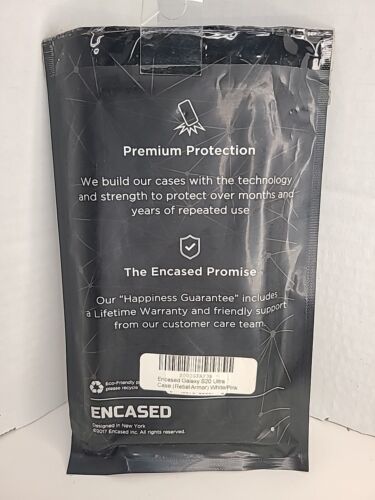 Premium Protection
We build our cases with the technology
and strength to protect over months and
years of repeated use
The Encased Promise
Our “Happiness Guarantee” includes
a Lifetime Warranty and friendly support
from our customer care team.
Encased Galaxy S20 Ultra
Case (Rebel Armor) White/Pink
Eco-Friendly
please recycle
ENCASED
Designed in New York
©2017 Encased Inc. All rights reserved.